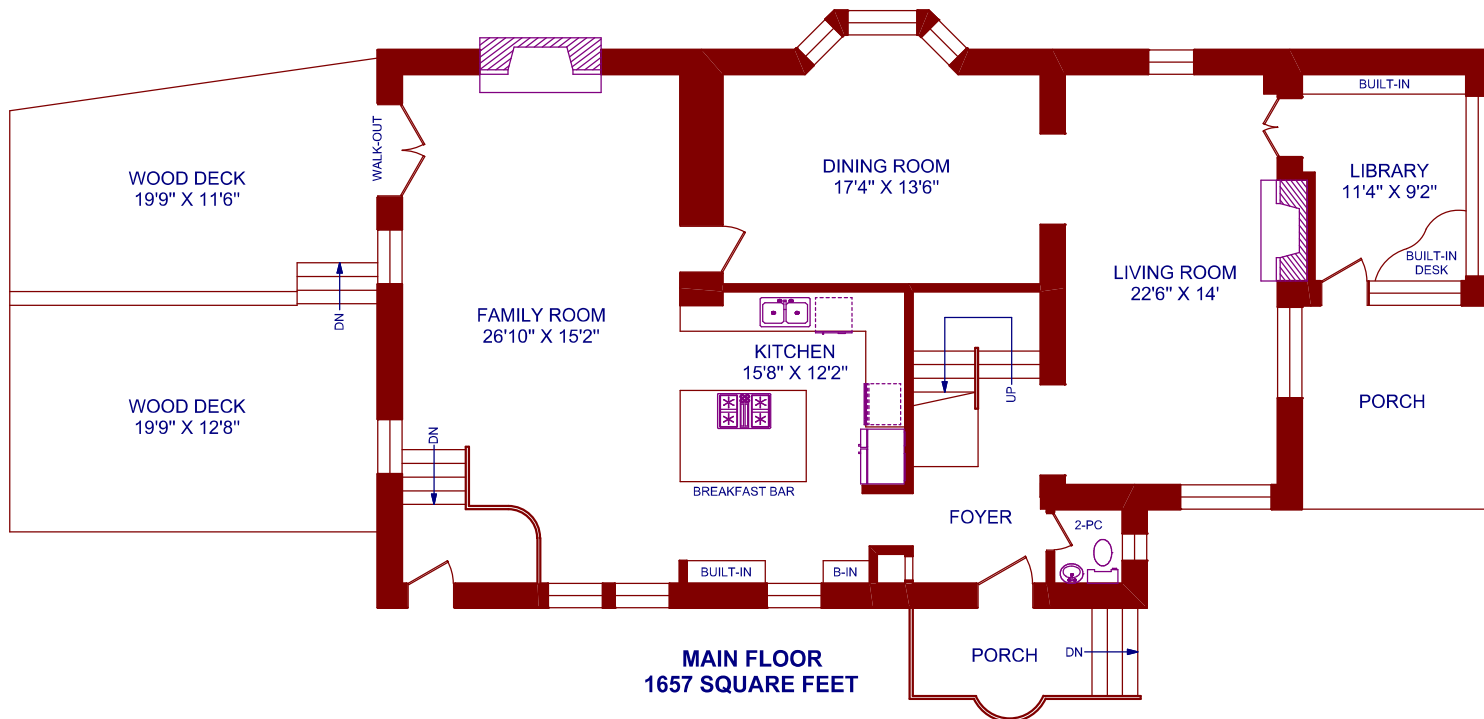 BUILT-IN
WALK-OUT
WOOD DECK
19'9" X 11'6"
DINING ROOM
17'4" X 13'6"
LIBRARY
11'4" X 9'2"
BUILT-IN
DESK
LIVING ROOM
22'6" X 14'
DN
FAMILY ROOM
26'10" X 15'2"
KITCHEN
15'8" X 12'2"
UP
PORCH
WOOD DECK
19'9" X 12'8"
DN
BREAKFAST BAR
FOYER
2-PC
BUILT-IN
B-IN
PORCH
DN
MAIN FLOOR
1657 SQUARE FEET